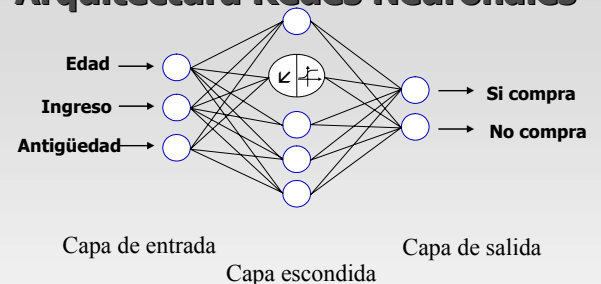 Arquitectura Redes Neuronales
Edad
Ingreso
Antigüedad
Si compra
No compra
Capa de entrada
Capa de salida
Capa escondida